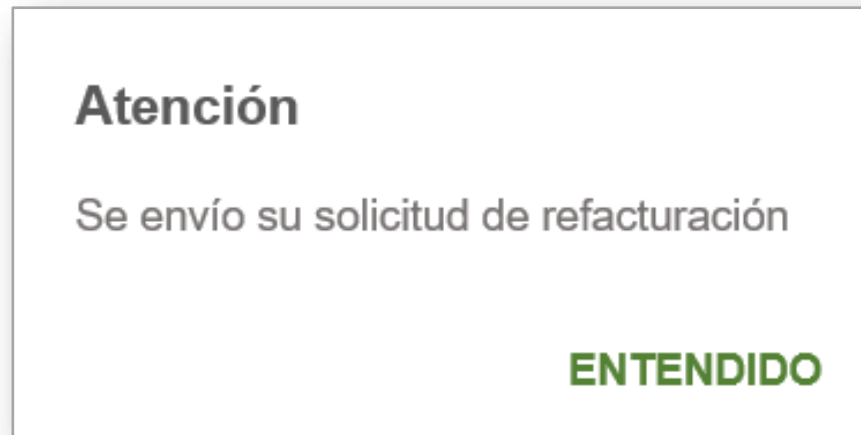 Atención
Se envío su solicitud de refacturación
ENTENDIDO